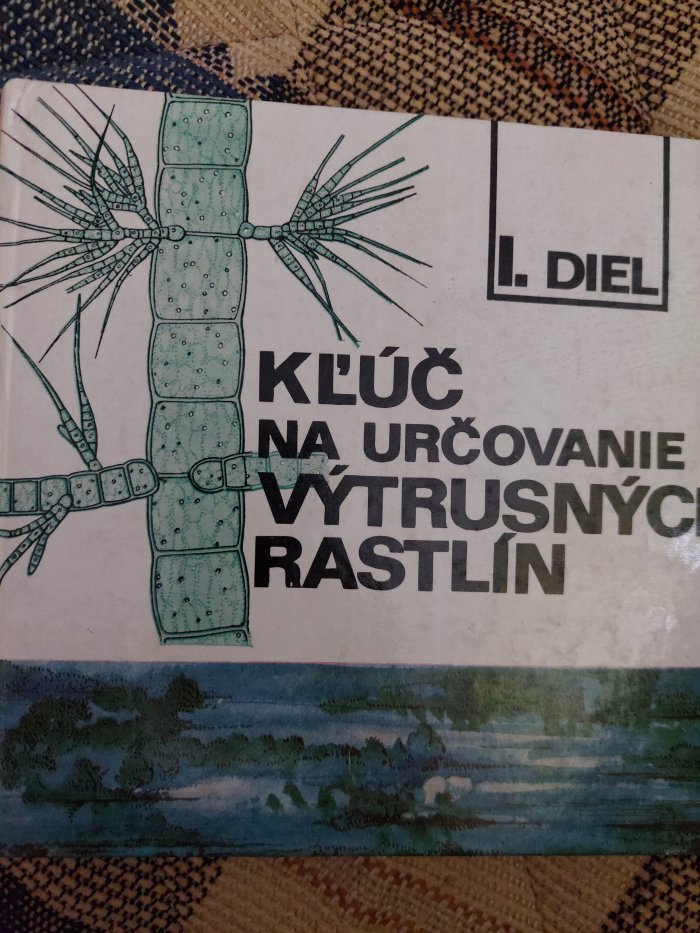 I. DIEL
KĽÚČ
NA URČOVANIE
VÝTRUSNÝC
RASTLÍN